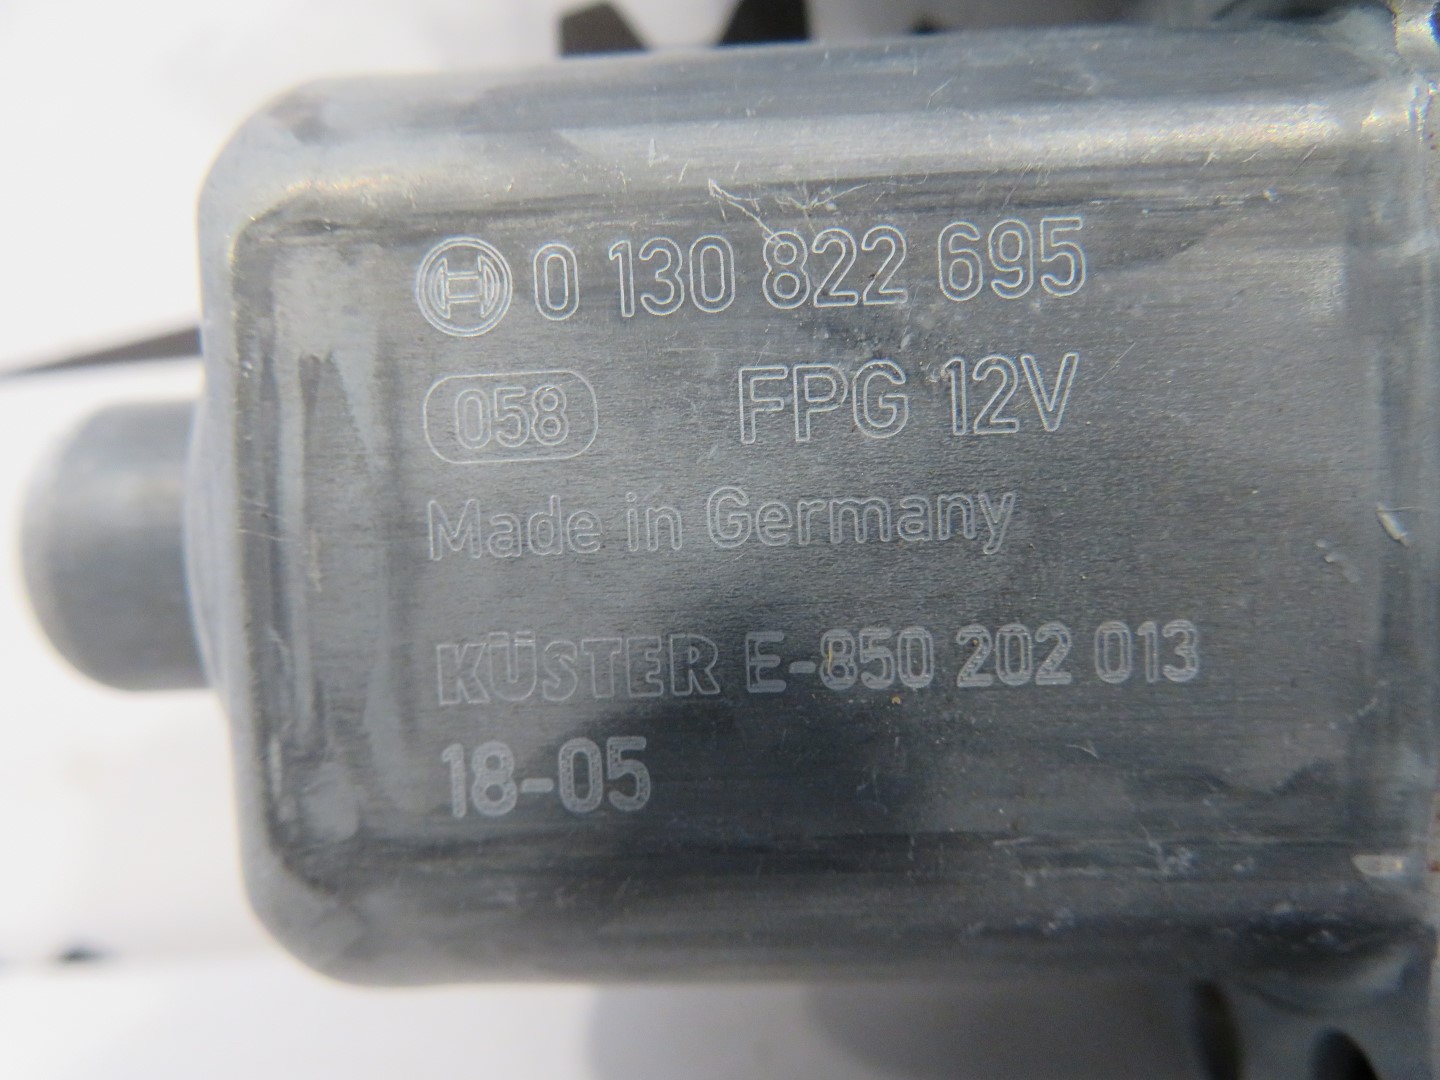 0 130 822 695
058 FPG 12V
Made in Germany
KÜSTER E-850 202 013
18-05